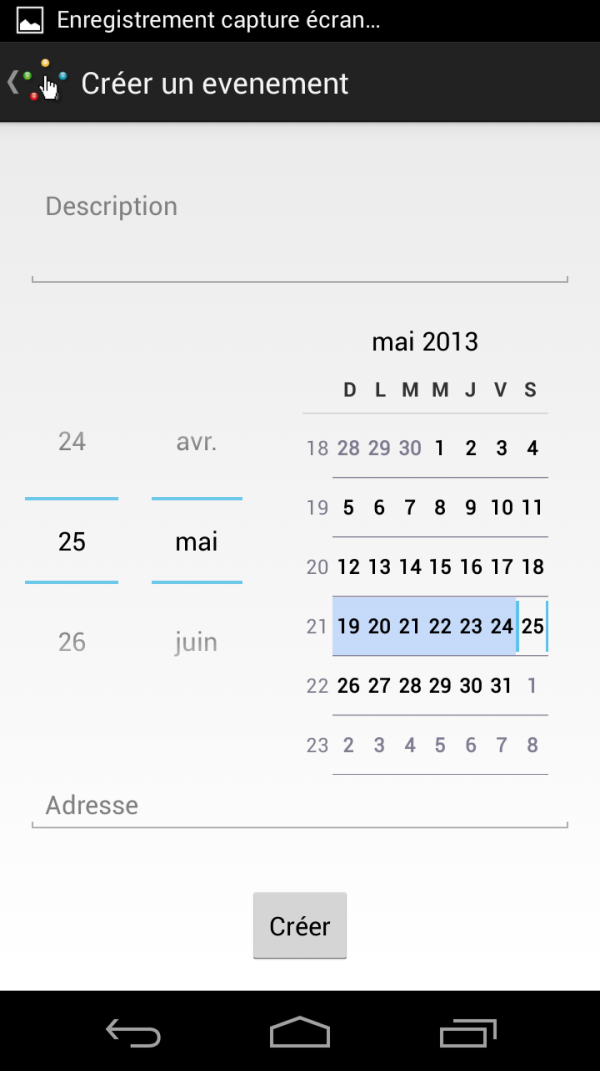 Enregistrement capture écran...
Créer un evenement
Description
mai 2013
D L M M J V S
24 avr.
25 mai
26 juin
18 28 29 30 1 2 3 4
19 5 6 7 8 9 10 11
20 12 13 14 15 16 17 18
21 19 20 21 22 23 24 25
22 26 27 28 29 30 31 1
23 2 3 4 5 6 7 8
Adresse
Créer